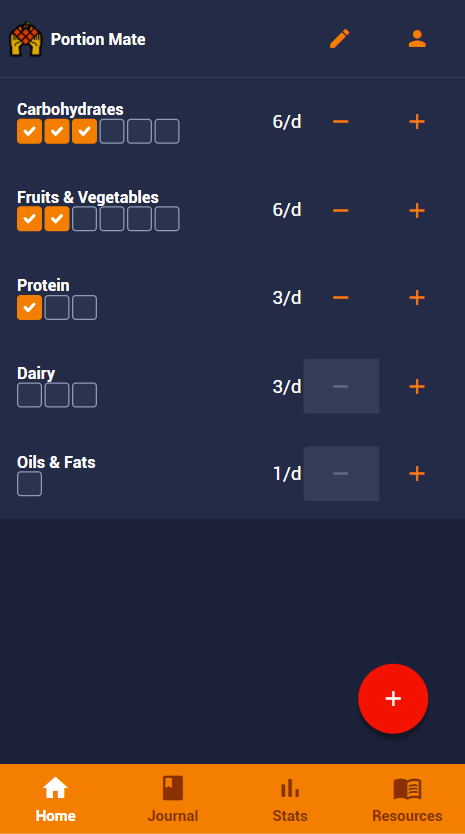 Portion Mate
Carbohydrates
6/d
Fruits & Vegetables
6/d
Protein
3/d
Dairy
3/d
Oils & Fats
1/d
Home Journal Stats Resources